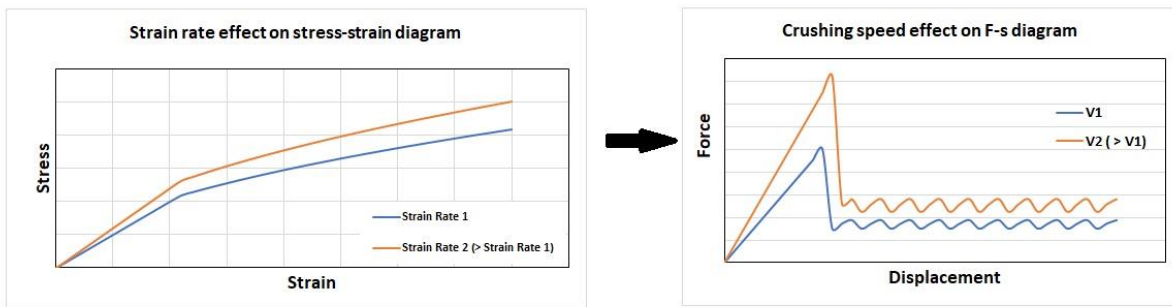 Strain rate effect on stress-strain diagram
Stress
Strain Rate 1
Strain Rate 2 (> Strain Rate 1)
Strain
Crushing speed effect on F-s diagram
Force
V1
V2 ( > V1)
Displacement